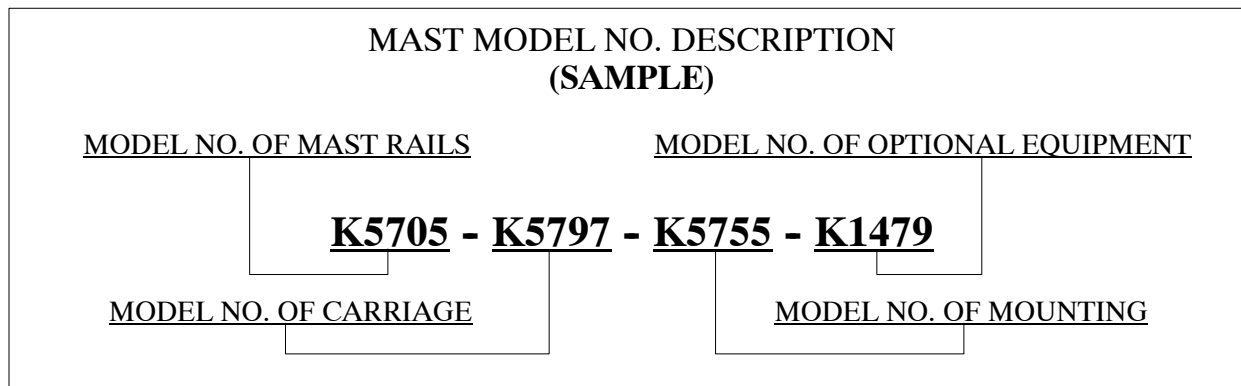 MAST MODEL NO. DESCRIPTION
(SAMPLE)
MODEL NO. OF MAST RAILS
MODEL NO. OF OPTIONAL EQUIPMENT
K5705 - K5797 - K5755 - K1479
MODEL NO. OF CARRIAGE
MODEL NO. OF MOUNTING